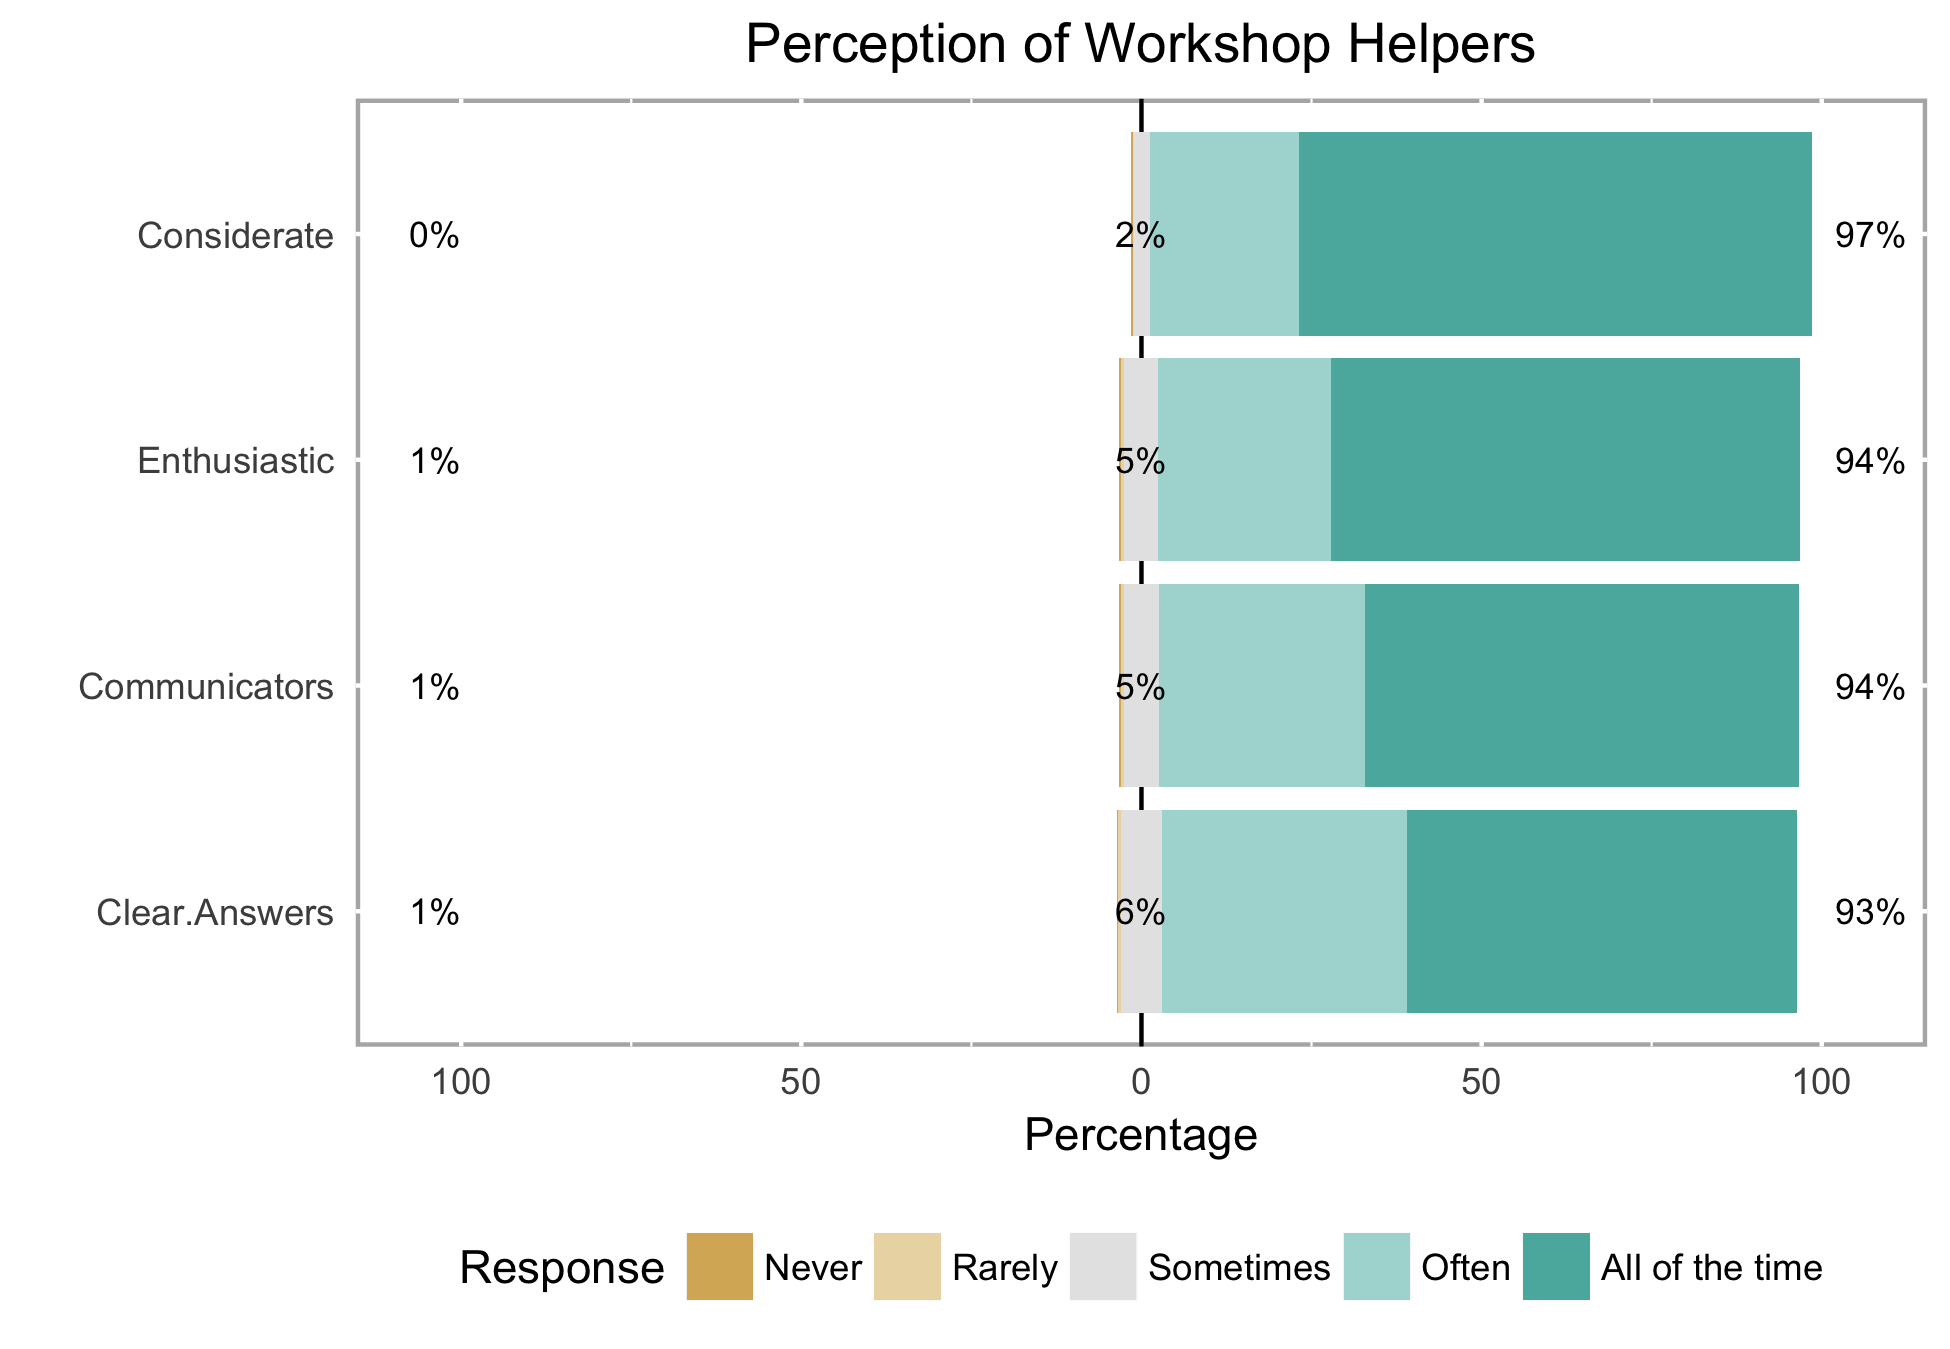 Perception of Workshop Helpers
Considerate 0% 2% 97%
Enthusiastic 1% 5% 94%
Communicators 1% 5% 94%
Clear.Answers 1% 6% 93%
100 50 0 50 100
Percentage
Response Never Rarely Sometimes Often All of the time